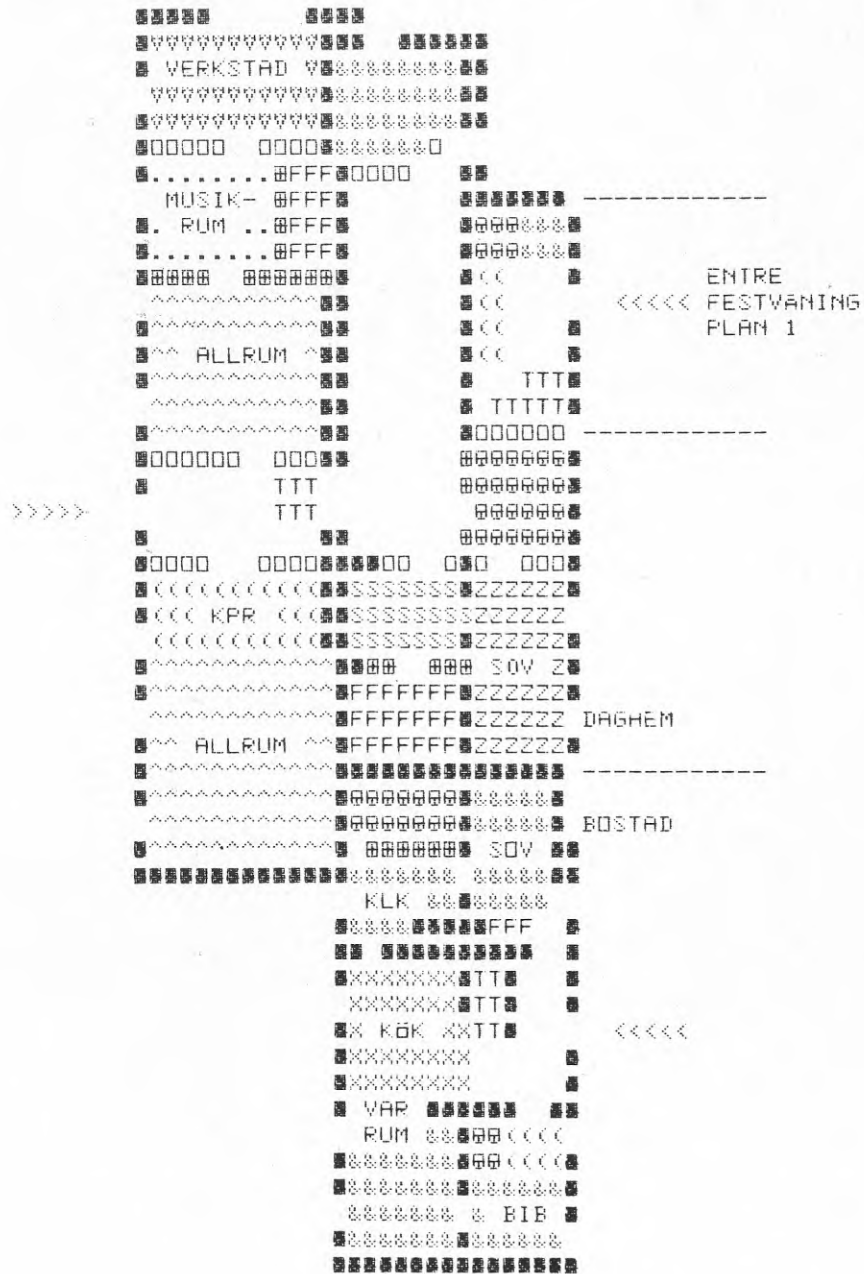 VERKSTAD
MUSIK-
RUM
ENTRE
<<<<< FESTVANING
PLAN 1
ALLRUM
>>>>>
KPR
SOV
DAGHEM
ALLRUM
BOSTAD
SOV
KLK
KöK <<<<<
VAR
RUM
BIB